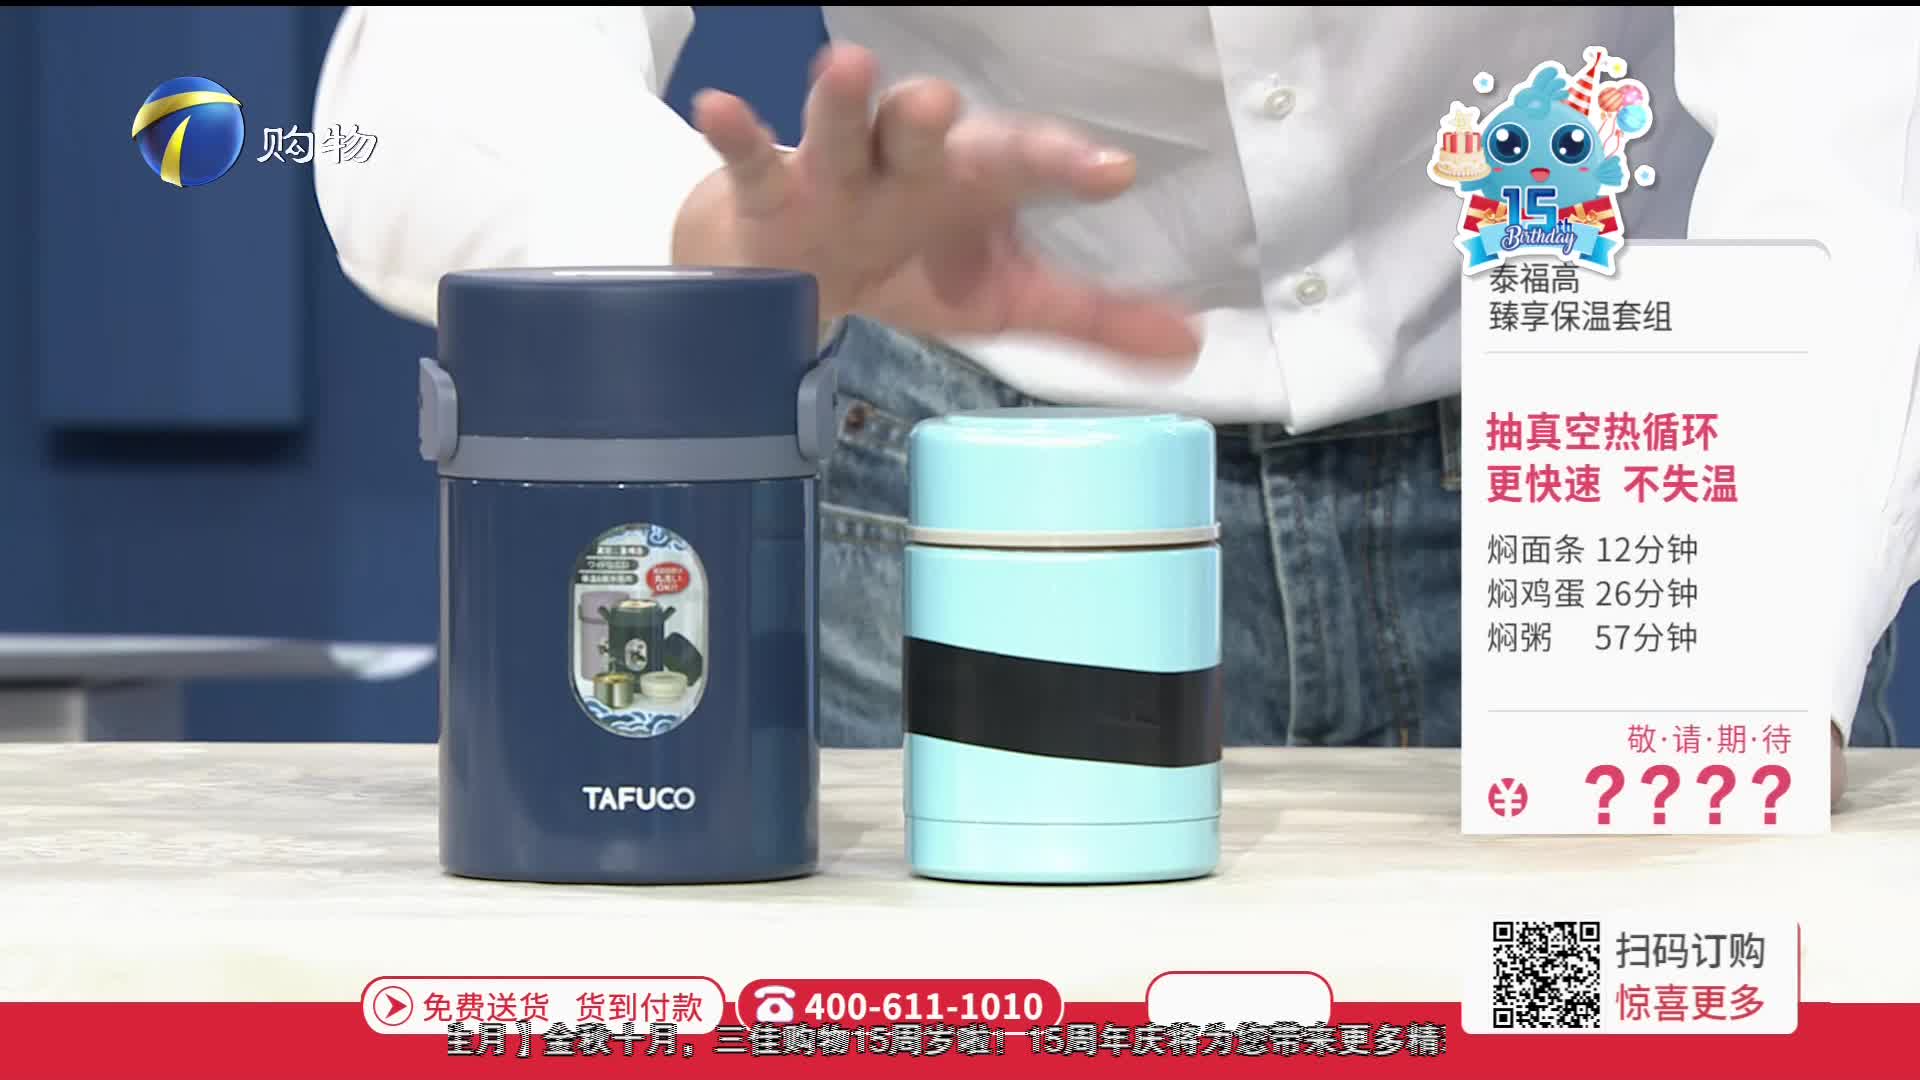 购物
15th
Birthday
泰福高
臻享保温套组
抽真空热循环
更快速 不失温
焖面条 12分钟
焖鸡蛋 26分钟
焖粥 57分钟
敬·请·期·待
¥ ????
TAFUCO
扫码订购
惊喜更多
免费送货 货到付款
400-611-1010
月】金秋十月，三佳购物15周岁啦！15周年庆将为您带来更多精